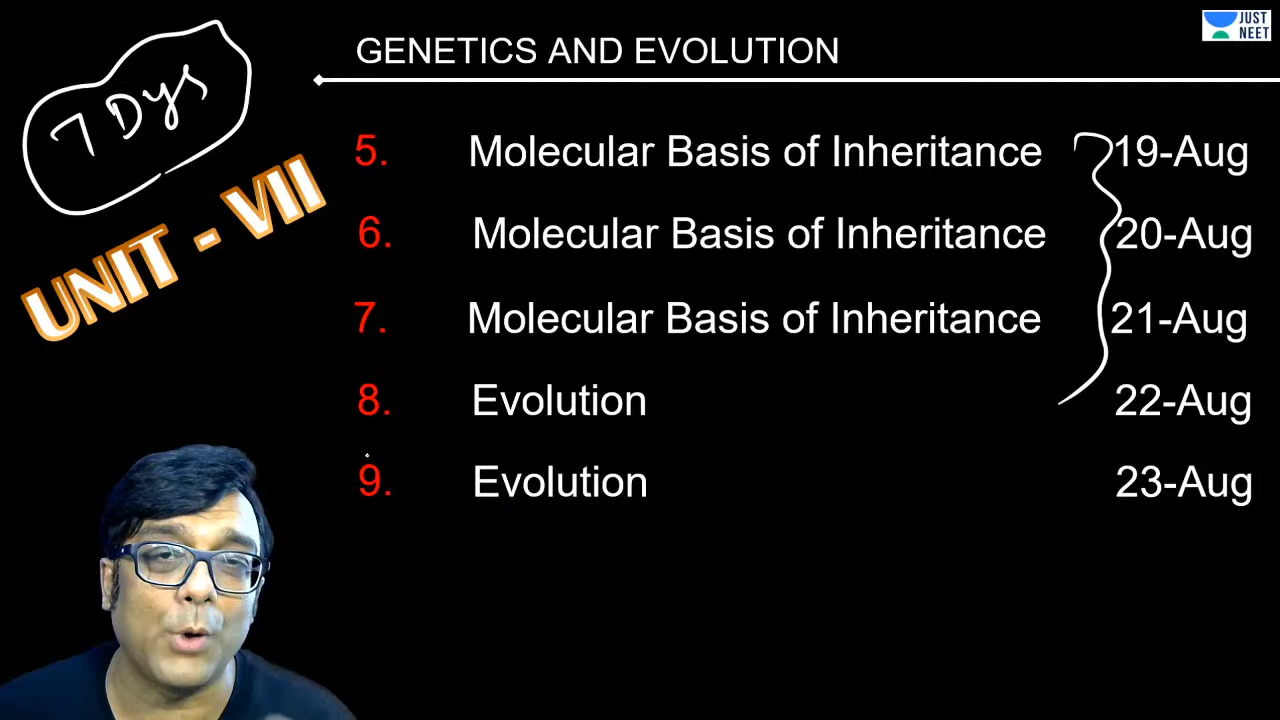 JUST
NEET
GENETICS AND EVOLUTION
7 Dys
UNIT - VII
5. Molecular Basis of Inheritance 19-Aug
6. Molecular Basis of Inheritance 20-Aug
7. Molecular Basis of Inheritance 21-Aug
8. Evolution 22-Aug
9. Evolution 23-Aug